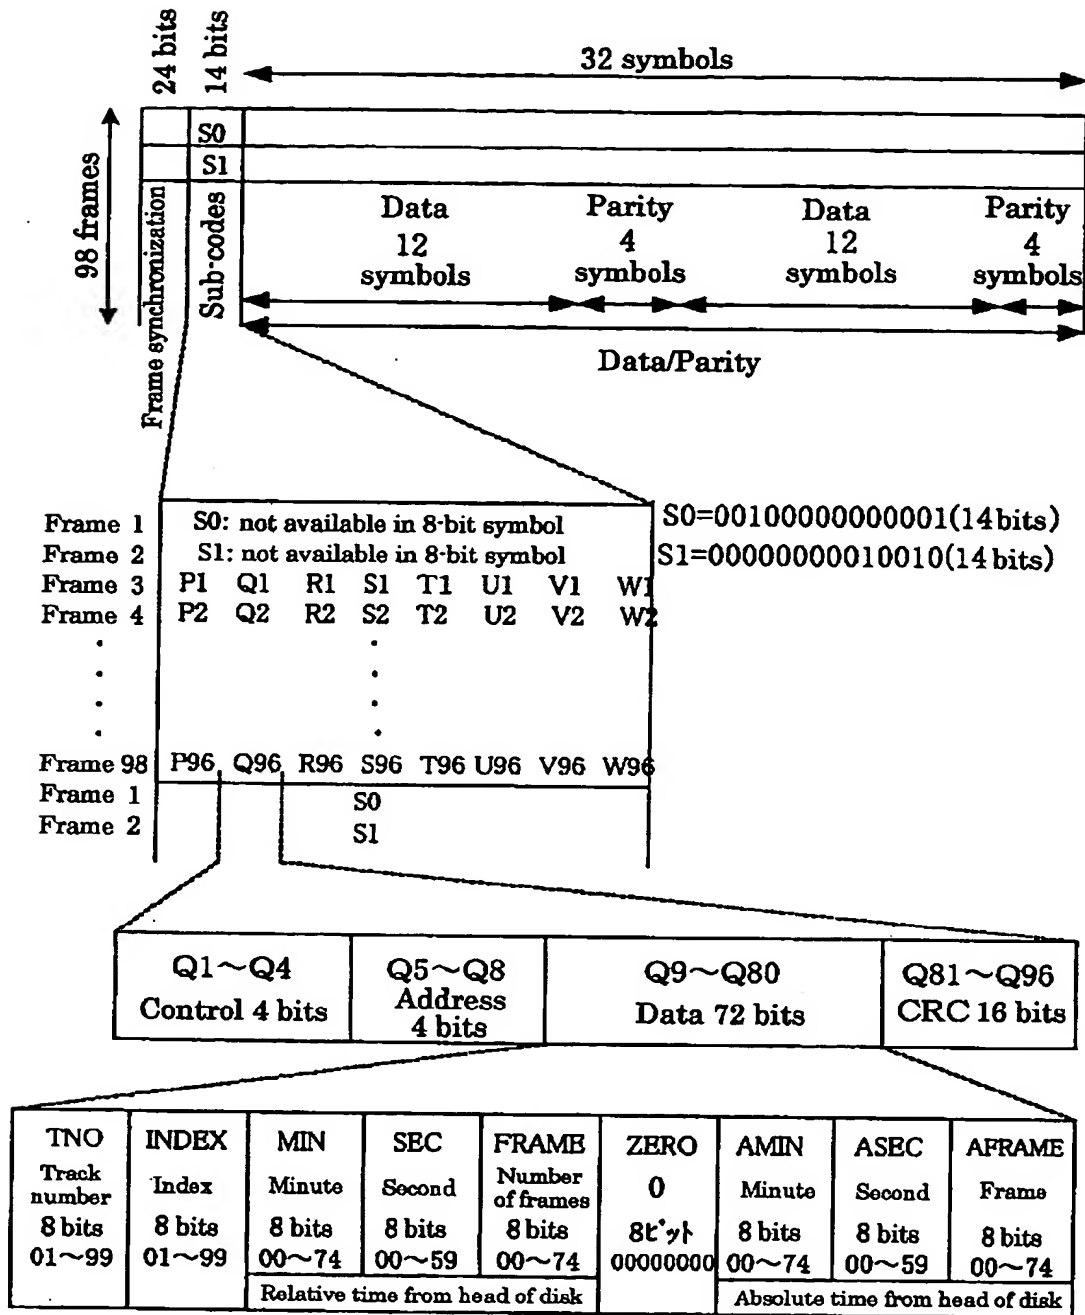 24 bits
14 bits
32 symbols
98 frames
S0
S1
Frame synchronization
Sub-codes
Data
12
symbols
Parity
4
symbols
Data
12
symbols
Parity
4
symbols
Data/Parity
Frame 1 S0: not available in 8-bit symbol S0=00100000000001(14bits)
Frame 2 S1: not available in 8-bit symbol S1=00000000010010(14bits)
Frame 3 P1 Q1 R1 S1 T1 U1 V1 W1
Frame 4 P2 Q2 R2 S2 T2 U2 V2 W2
Frame 98 P96 Q96 R96 S96 T96 U96 V96 W96
Frame 1 S0
Frame 2 S1
Q1～Q4
Control 4 bits
Q5～Q8
Address
4 bits
Q9～Q80
Data 72 bits
Q81～Q96
CRC 16 bits
TNO
Track
number
8 bits
01～99
INDEX
Index
8 bits
01～99
MIN
Minute
8 bits
00～74
SEC
Second
8 bits
00～59
FRAME
Number
of frames
8 bits
00～74
Relative time from head of disk
ZERO
0
8ﾋﾞｯﾄ
00000000
AMIN
Minute
8 bits
00～74
ASEC
Second
8 bits
00～59
AFRAME
Frame
8 bits
00～74
Absolute time from head of disk